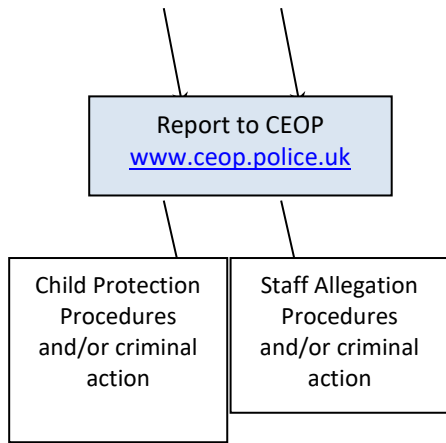 Report to CEOP
www.ceop.police.uk
Child Protection
Procedures
and/or criminal
action
Staff Allegation
Procedures
and/or criminal
action